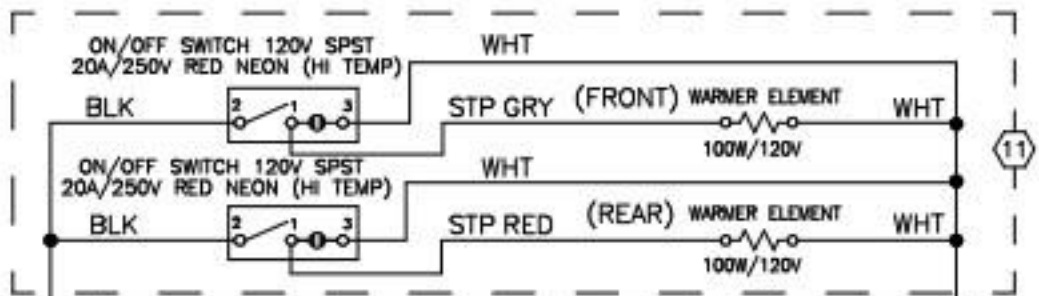 ON/OFF SWITCH 120V SPST
20A/250V RED NEON (HI TEMP)
WHT
BLK
2 1 3
STP GRY
(FRONT) WARMER ELEMENT
WHT
100W/120V
11
ON/OFF SWITCH 120V SPST
20A/250V RED NEON (HI TEMP)
WHT
BLK
2 1 3
STP RED
(REAR) WARMER ELEMENT
WHT
100W/120V